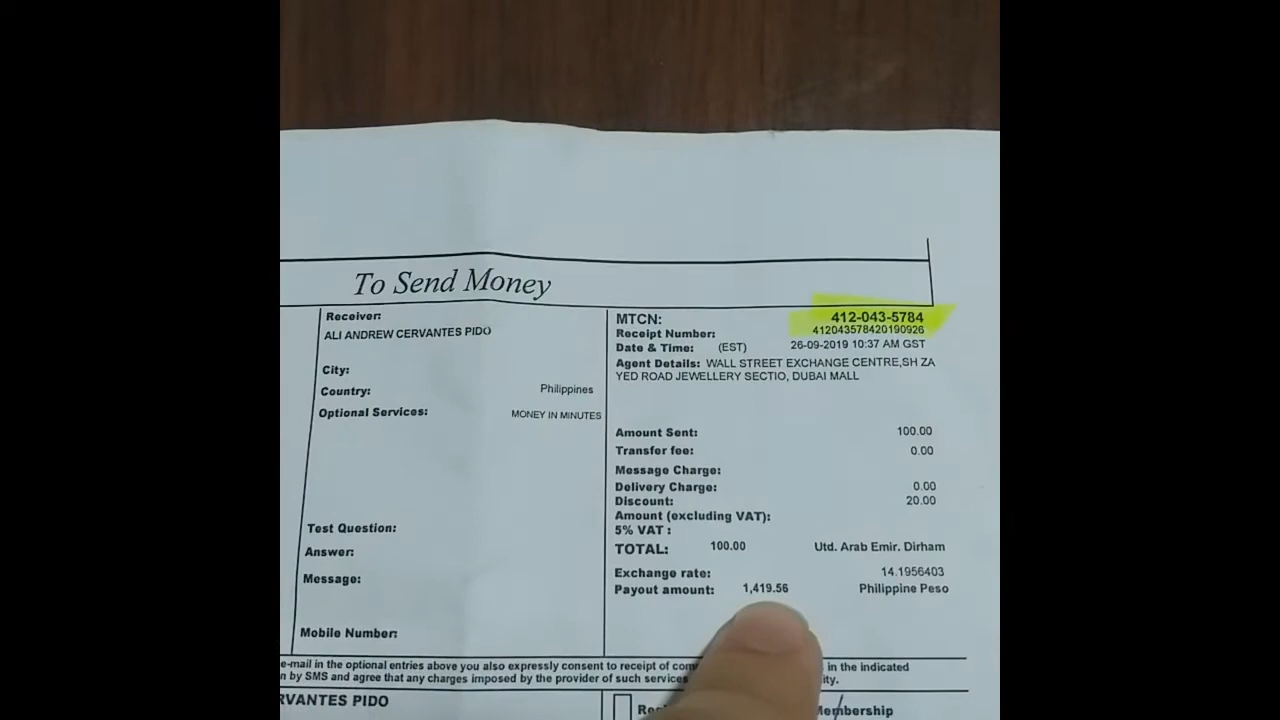 To Send Money
Receiver:
ALI ANDREW CERVANTES PIDO
City:
Country: Philippines
Optional Services: MONEY IN MINUTES
Test Question:
Answer:
Message:
Mobile Number:
MTCN: 412-043-5784
Receipt Number: 412043578420190926
Date & Time: (EST) 26-09-2019 10:37 AM GST
Agent Details: WALL STREET EXCHANGE CENTRE,SH ZA
YED ROAD JEWELLERY SECTIO, DUBAI MALL
Amount Sent: 100.00
Transfer fee: 0.00
Message Charge:
Delivery Charge: 0.00
Discount: 20.00
Amount (excluding VAT):
5% VAT :
TOTAL: 100.00 Utd. Arab Emir. Dirham
Exchange rate: 14.1956403
Payout amount: 1,419.56 Philippine Peso
e-mail in the optional entries above you also expressly consent to receipt of in the indicated
n by SMS and agree that any charges imposed by the provider of such services
RVANTES PIDO
Membership